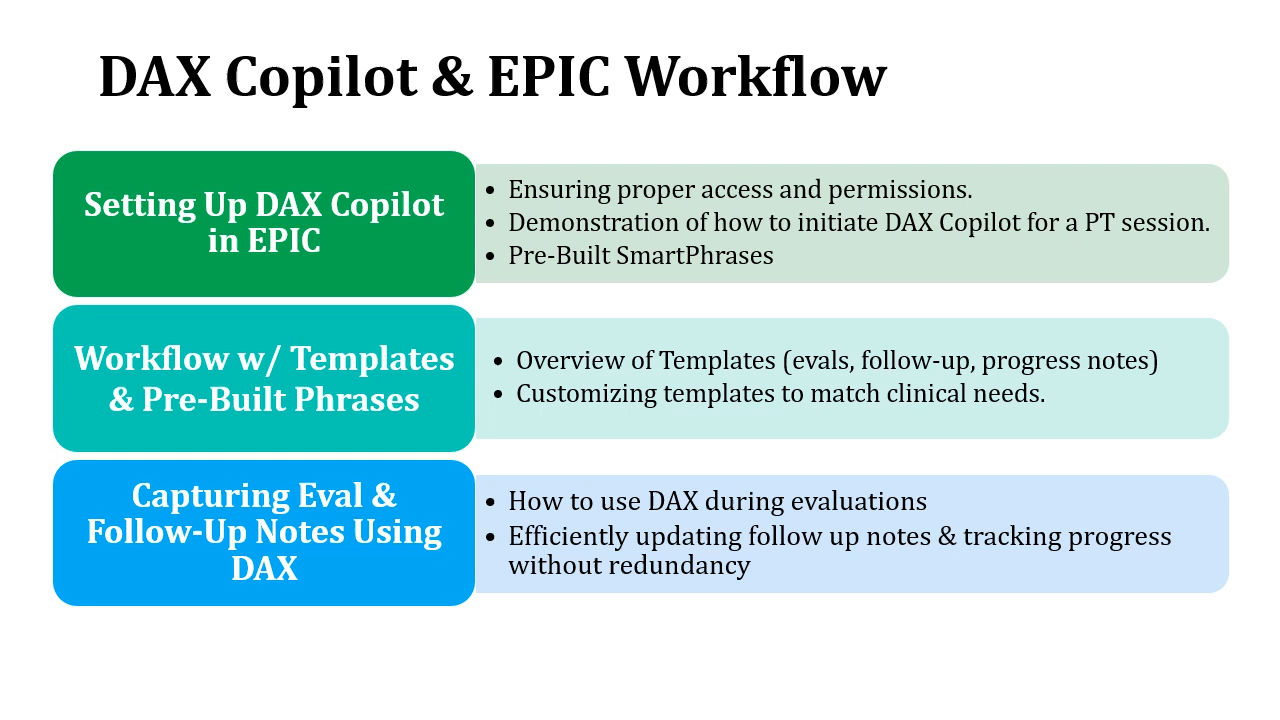 DAX Copilot & EPIC Workflow
Setting Up DAX Copilot
in EPIC
• Ensuring proper access and permissions.
• Demonstration of how to initiate DAX Copilot for a PT session.
• Pre-Built SmartPhrases
Workflow w/ Templates
& Pre-Built Phrases
• Overview of Templates (evals, follow-up, progress notes)
• Customizing templates to match clinical needs.
Capturing Eval &
Follow-Up Notes Using
DAX
• How to use DAX during evaluations
• Efficiently updating follow up notes & tracking progress
without redundancy